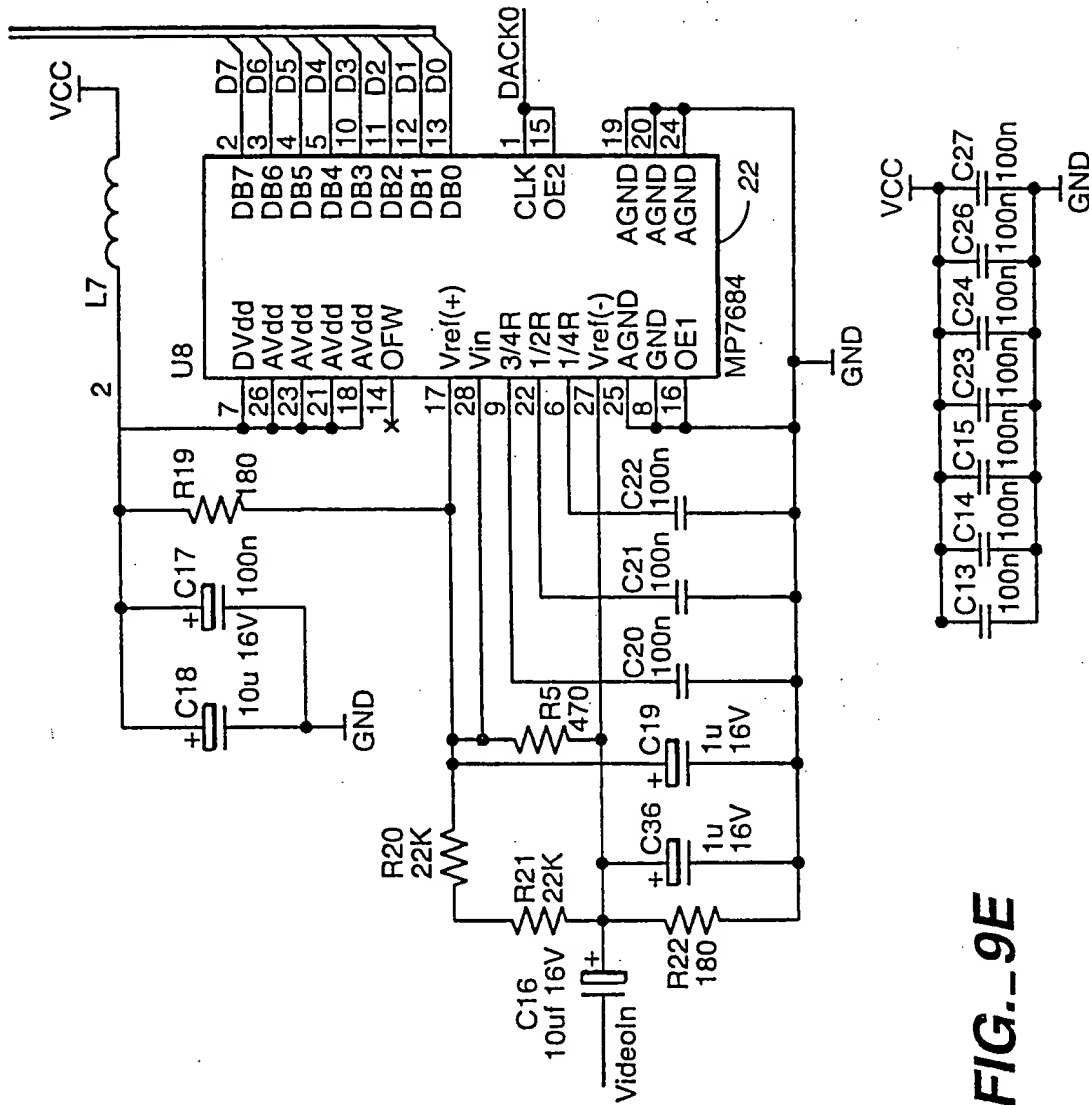 VCC
L7
2
D7
D6
D5
D4
D3
D2
D1
D0
U8
7 DVdd DB7 2
26 AVdd DB6 3
23 AVdd DB5 4
21 AVdd DB4 5
18 AVdd DB3 10
14 OFW DB2 11
DB1 12
DB0 13
17 Vref(+)
28 Vin CLK 1
9 3/4R OE2 15
22 1/2R
6 1/4R
27 Vref(-) AGND 19
25 AGND AGND 20
8 GND AGND 24
16 OE1
DACK0
MP7684
22
R19
180
C18
10u 16V
+
C17
100n
+
GND
R20
22K
R21
22K
C16
10uf 16V
+
VideoIn
R22
180
C36
1u
16V
+
C19
1u
16V
+
R5
470
C20
100n
C21
100n
C22
100n
GND
VCC
C13
100n
C14
100n
C15
100n
C23
100n
C24
100n
C26
100n
C27
100n
GND
FIG._9E